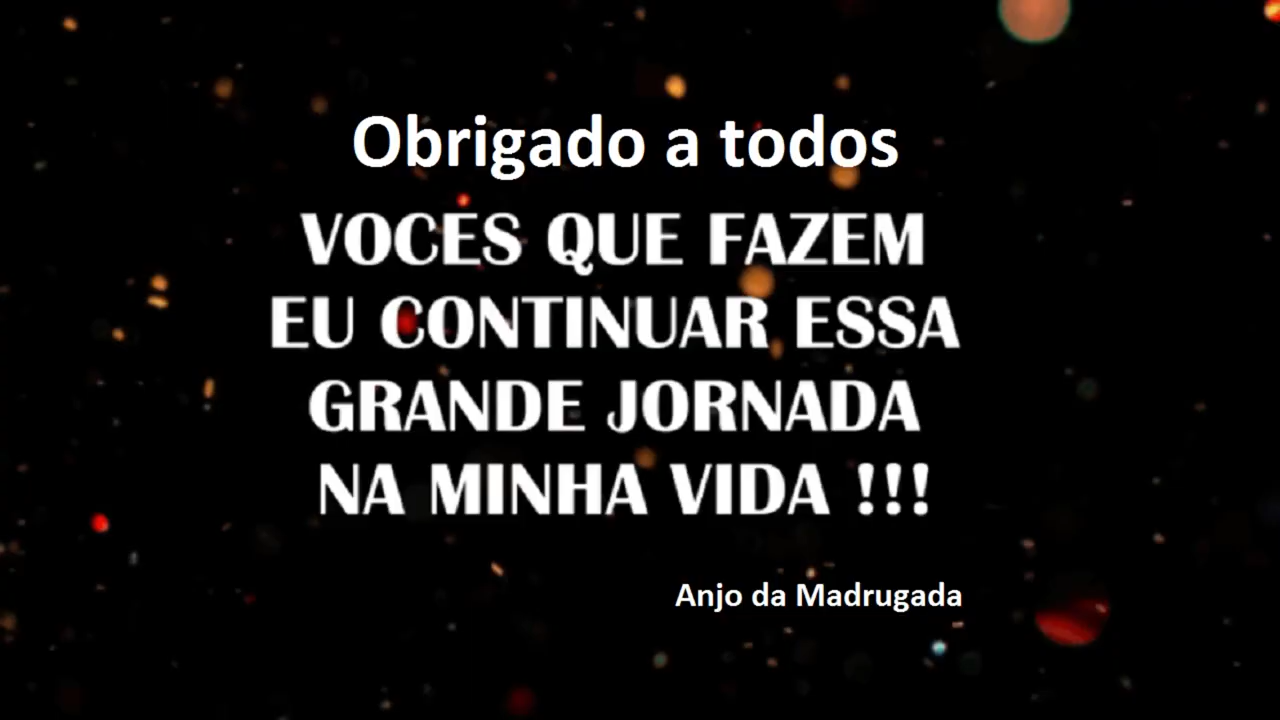 Obrigado a todos
VOCES QUE FAZEM
EU CONTINUAR ESSA
GRANDE JORNADA
NA MINHA VIDA !!!
Anjo da Madrugada